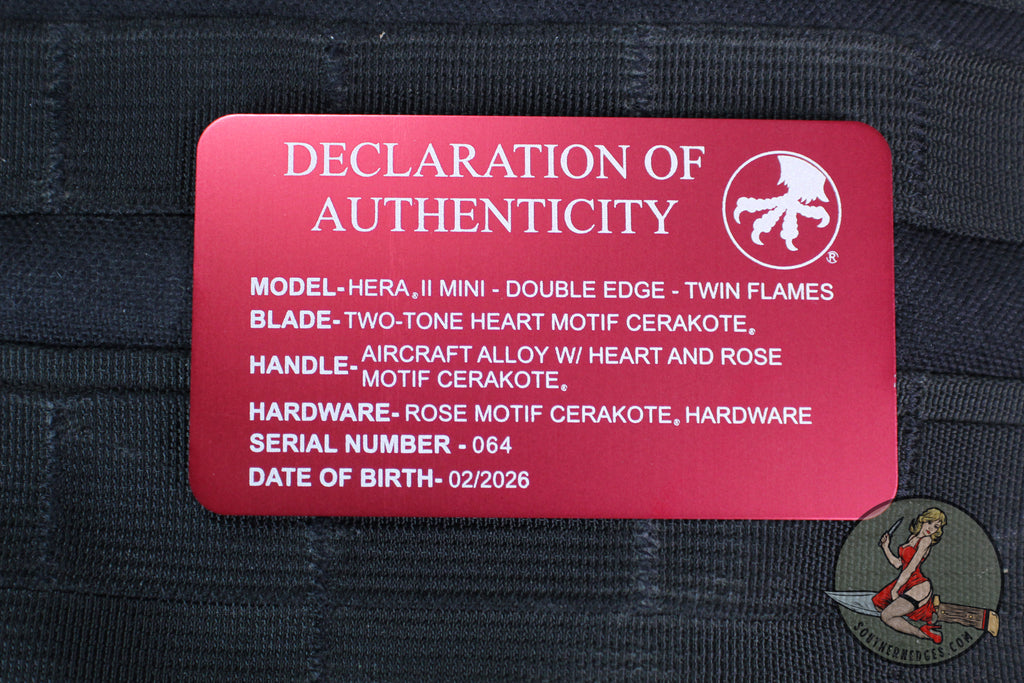 DECLARATION OF
AUTHENTICITY
®
MODEL- HERA® II MINI - DOUBLE EDGE - TWIN FLAMES
BLADE- TWO-TONE HEART MOTIF CERAKOTE®
HANDLE- AIRCRAFT ALLOY W/ HEART AND ROSE
MOTIF CERAKOTE®
HARDWARE- ROSE MOTIF CERAKOTE® HARDWARE
SERIAL NUMBER - 064
DATE OF BIRTH- 02/2026
SOUTHERNEDGES.COM